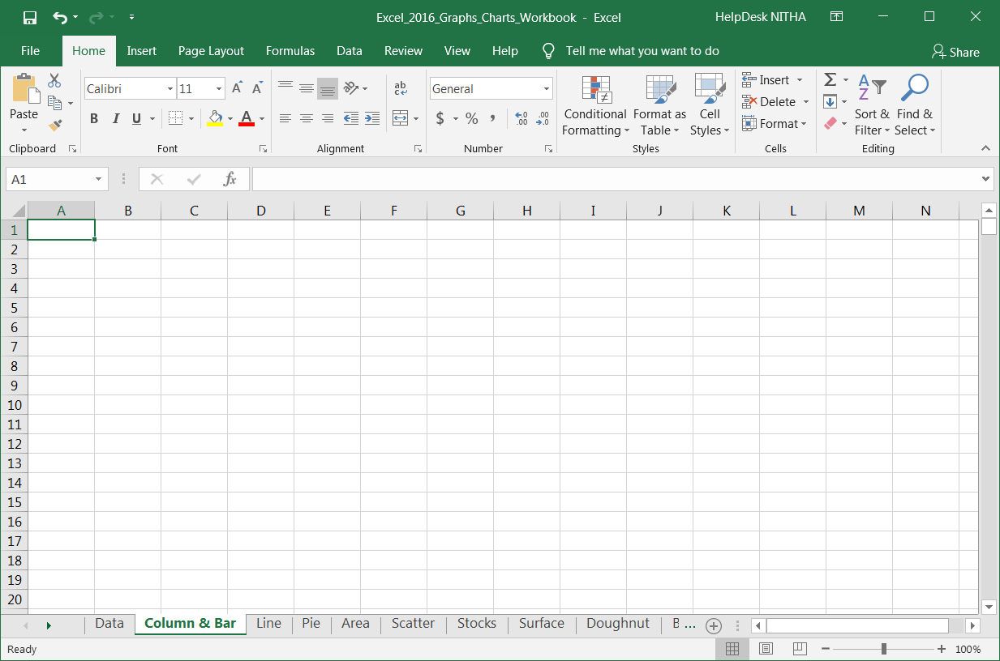 Excel_2016_Graphs_Charts_Workbook - Excel HelpDesk NITHA
File Home Insert Page Layout Formulas Data Review View Help Tell me what you want to do Share
Calibri 11 General
Paste
B I U $ % ,
ab
Conditional Formatting
Format as Table
Cell Styles
Insert
Delete
Format
Sort & Filter
Find & Select
Clipboard Font Alignment Number Styles Cells Editing
A1 fx
A B C D E F G H I J K L M N
1
2
3
4
5
6
7
8
9
10
11
12
13
14
15
16
17
18
19
20
Data Column & Bar Line Pie Area Scatter Stocks Surface Doughnut B ...
Ready 100%